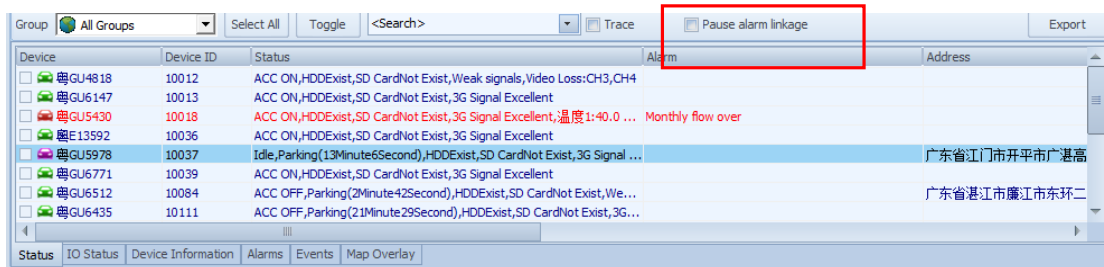 Group All Groups Select All Toggle <Search> Trace Pause alarm linkage Export
Device Device ID Status Alarm Address
粤GU4818 10012 ACC ON,HDDExist,SD CardNot Exist,Weak signals,Video Loss:CH3,CH4
粤GU6147 10013 ACC ON,HDDExist,SD CardNot Exist,3G Signal Excellent
粤GU5430 10018 ACC ON,HDDExist,SD CardNot Exist,3G Signal Excellent,温度1:40.0 ... Monthly flow over
粤E13592 10036 ACC ON,HDDExist,SD CardNot Exist,3G Signal Excellent
粤GU5978 10037 Idle,Parking(13Minute6Second),HDDExist,SD CardNot Exist,3G Signal ... 广东省江门市开平市广湛高
粤GU6771 10039 ACC ON,HDDExist,SD CardNot Exist,3G Signal Excellent
粤GU6512 10084 ACC OFF,Parking(2Minute42Second),HDDExist,SD CardNot Exist,We... 广东省湛江市廉江市东环二
粤GU6435 10111 ACC OFF,Parking(21Minute29Second),HDDExist,SD CardNot Exist,3G...
Status IO Status Device Information Alarms Events Map Overlay